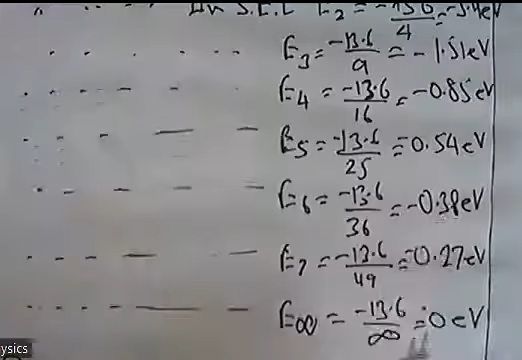 In S.E.L E2 = -13.6/4 = -3.4eV
E3 = -13.6/9 = -1.51eV
E4 = -13.6/16 = -0.85eV
E5 = -13.6/25 = -0.54eV
E6 = -13.6/36 = -0.38eV
E7 = -13.6/49 = -0.27eV
E∞ = -13.6/∞ = 0eV
ysics